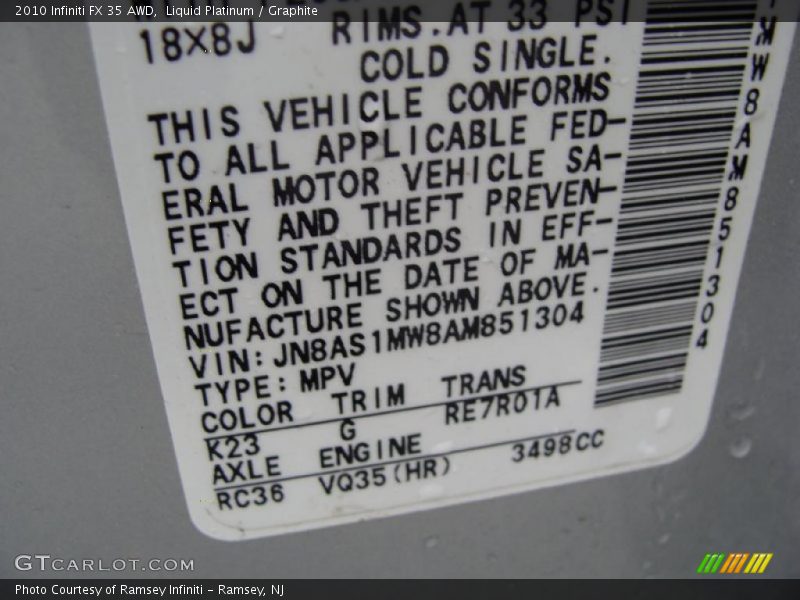 2010 Infiniti FX 35 AWD, Liquid Platinum / Graphite
18X8J RIMS.AT 33 PSI
COLD SINGLE.
THIS VEHICLE CONFORMS
TO ALL APPLICABLE FED-
ERAL MOTOR VEHICLE SA-
FETY AND THEFT PREVEN-
TION STANDARDS IN EFF-
ECT ON THE DATE OF MA-
NUFACTURE SHOWN ABOVE.
VIN:JN8AS1MW8AM851304
TYPE:MPV
COLOR TRIM TRANS
K23 G RE7R01A
AXLE ENGINE
RC36 VQ35(HR) 3498CC
MW8AM851304
GTCARLOT.COM
Photo Courtesy of Ramsey Infiniti – Ramsey, NJ